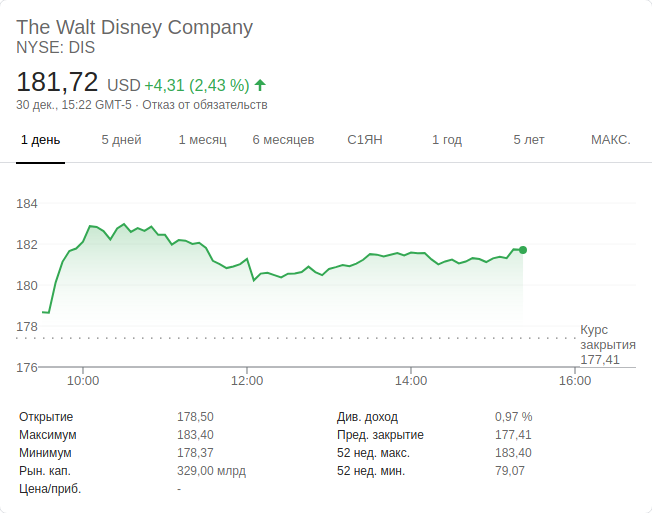 The Walt Disney Company
NYSE: DIS
181,72 USD +4,31 (2,43 %)
30 дек., 15:22 GMT-5 · Отказ от обязательств
1 день 5 дней 1 месяц 6 месяцев С1ЯН 1 год 5 лет МАКС.
184
182
180
178
176
Курс
закрытия
177,41
10:00 12:00 14:00 16:00
Открытие 178,50 Див. доход 0,97 %
Максимум 183,40 Пред. закрытие 177,41
Минимум 178,37 52 нед. макс. 183,40
Рын. кап. 329,00 млрд 52 нед. мин. 79,07
Цена/приб. -